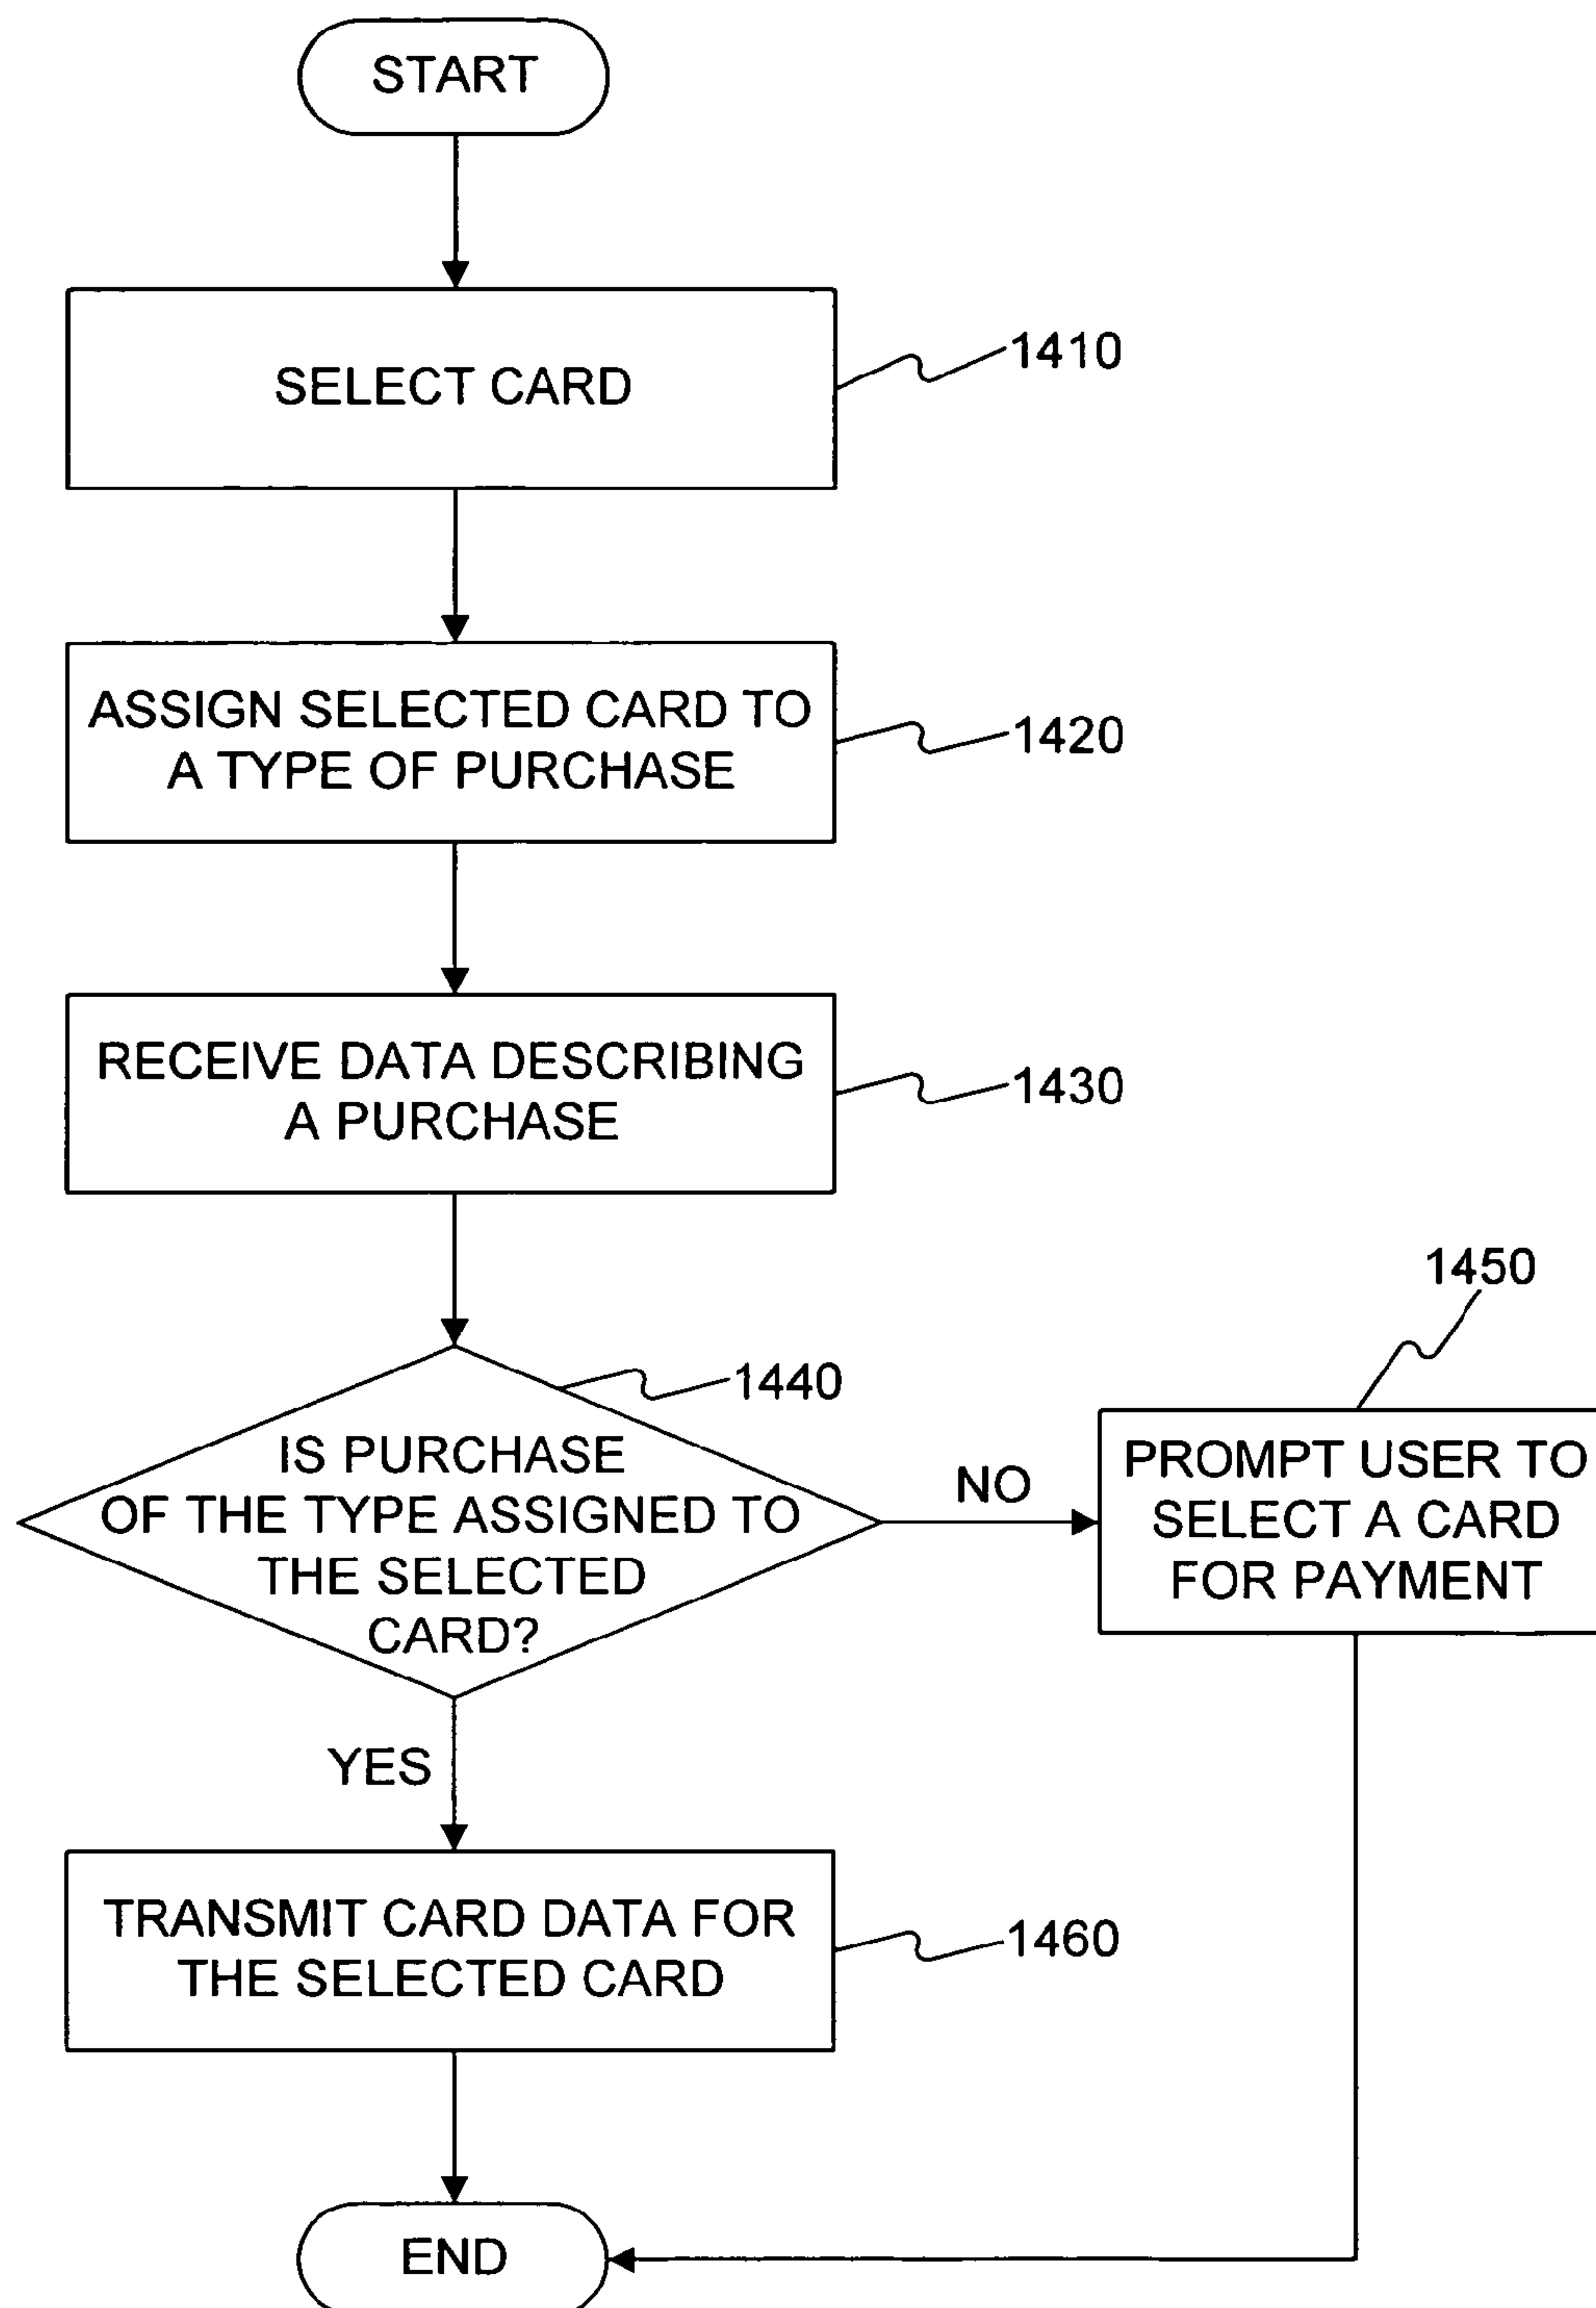 START
SELECT CARD
1410
ASSIGN SELECTED CARD TO
A TYPE OF PURCHASE
1420
RECEIVE DATA DESCRIBING
A PURCHASE
1430
1440
IS PURCHASE
OF THE TYPE ASSIGNED TO
THE SELECTED
CARD?
NO
1450
PROMPT USER TO
SELECT A CARD
FOR PAYMENT
YES
TRANSMIT CARD DATA FOR
THE SELECTED CARD
1460
END